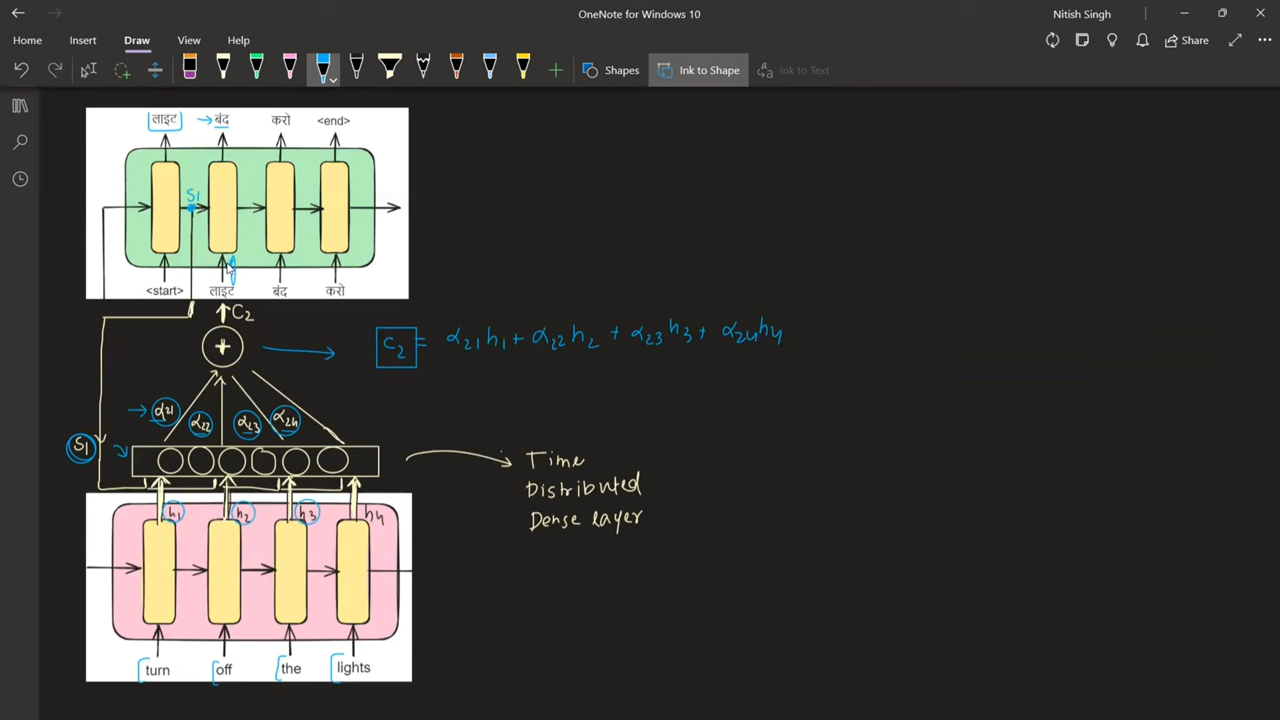 OneNote for Windows 10
Nitish Singh
Home Insert Draw View Help
Share
Shapes
Ink to Shape
Ink to Text
लाइट → बंद करो <end>
S1
<start> लाइट बंद करो
C2
C2 = α21h1 + α22h2 + α23h3 + α24h4
α21 α22 α23 α24
S1
Time
Distributed
Dense layer
h1 h2 h3 h4
turn off the lights